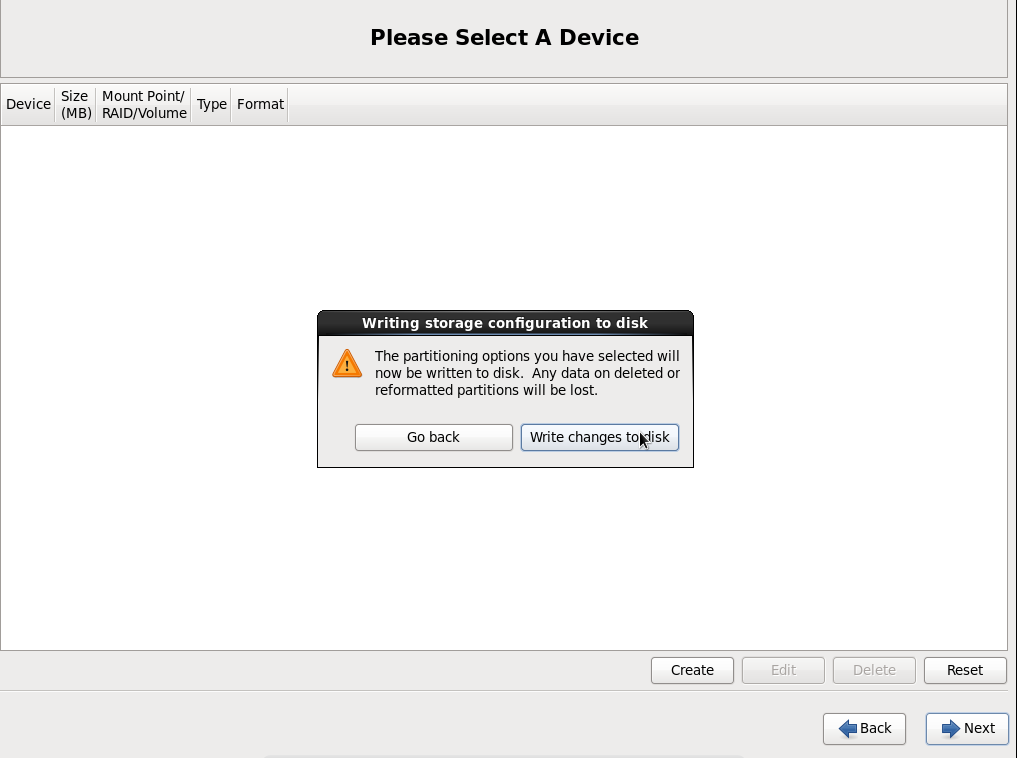 Please Select A Device
Device
Size
(MB)
Mount Point/
RAID/Volume
Type
Format
Writing storage configuration to disk
The partitioning options you have selected will
now be written to disk.  Any data on deleted or
reformatted partitions will be lost.
Go back
Write changes to disk
Create
Edit
Delete
Reset
Back
Next